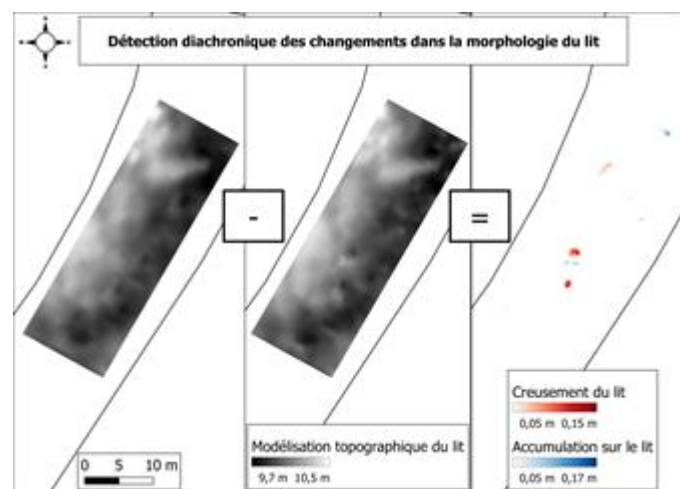 Détection diachronique des changements dans la morphologie du lit
-
=
Creusement du lit
0,05 m 0,15 m
Modélisation topographique du lit
9,7 m 10,5 m
Accumulation sur le lit
0,05 m 0,17 m
0 5 10 m